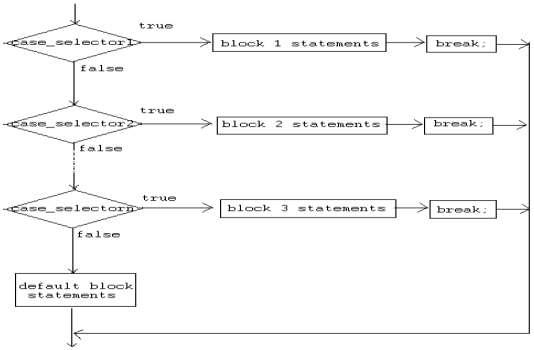 true
case_selector1
block 1 statements
break;
false
true
case_selector2
block 2 statements
break;
false
true
case_selectorn
block 3 statements
break;
false
default block
statements